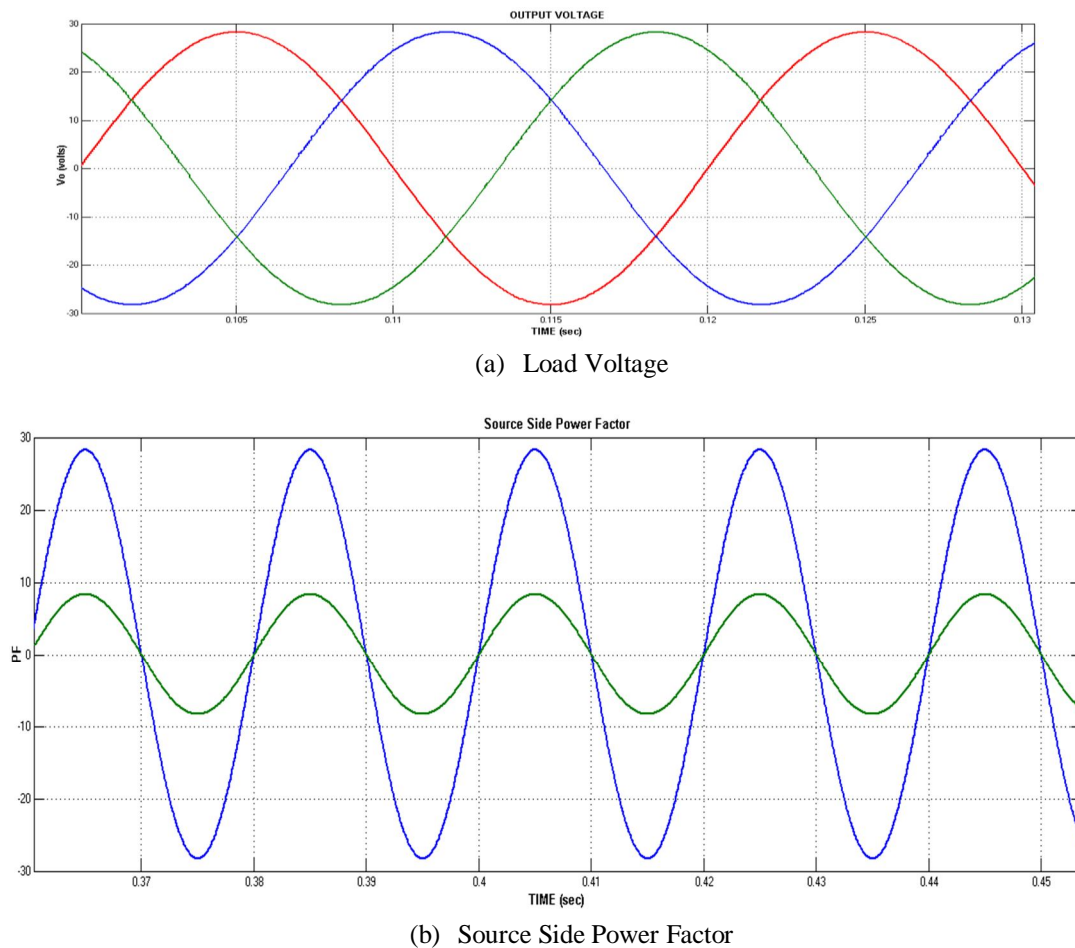 OUTPUT VOLTAGE
30
20
10
0
-10
-20
-30
Vo (volts)
0.105 0.11 0.115 0.12 0.125 0.13
TIME (sec)
(a) Load Voltage
Source Side Power Factor
30
20
10
0
-10
-20
-30
PF
0.37 0.38 0.39 0.4 0.41 0.42 0.43 0.44 0.45
TIME (sec)
(b) Source Side Power Factor